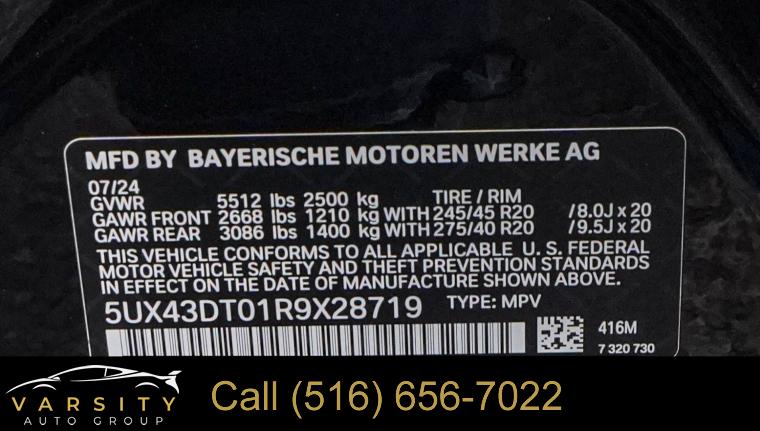 MFD BY BAYERISCHE MOTOREN WERKE AG
07/24
GVWR 5512 lbs 2500 kg TIRE / RIM
GAWR FRONT 2668 lbs 1210 kg WITH 245/45 R20 /8.0J x 20
GAWR REAR 3086 lbs 1400 kg WITH 275/40 R20 /9.5J x 20
THIS VEHICLE CONFORMS TO ALL APPLICABLE U.S. FEDERAL
MOTOR VEHICLE SAFETY AND THEFT PREVENTION STANDARDS
IN EFFECT ON THE DATE OF MANUFACTURE SHOWN ABOVE.
5UX43DT01R9X28719 TYPE: MPV
416M
7 320 730
VARSITY
AUTO GROUP
Call (516) 656-7022